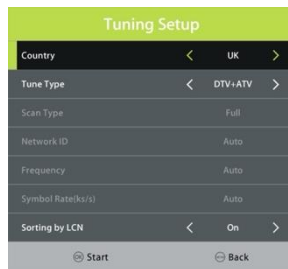 Tuning Setup
Country < UK >
Tune Type < DTV+ATV >
Scan Type Full
Network ID Auto
Frequency Auto
Symbol Rate(ks/s) Auto
Sorting by LCN < On >
OK Start Back